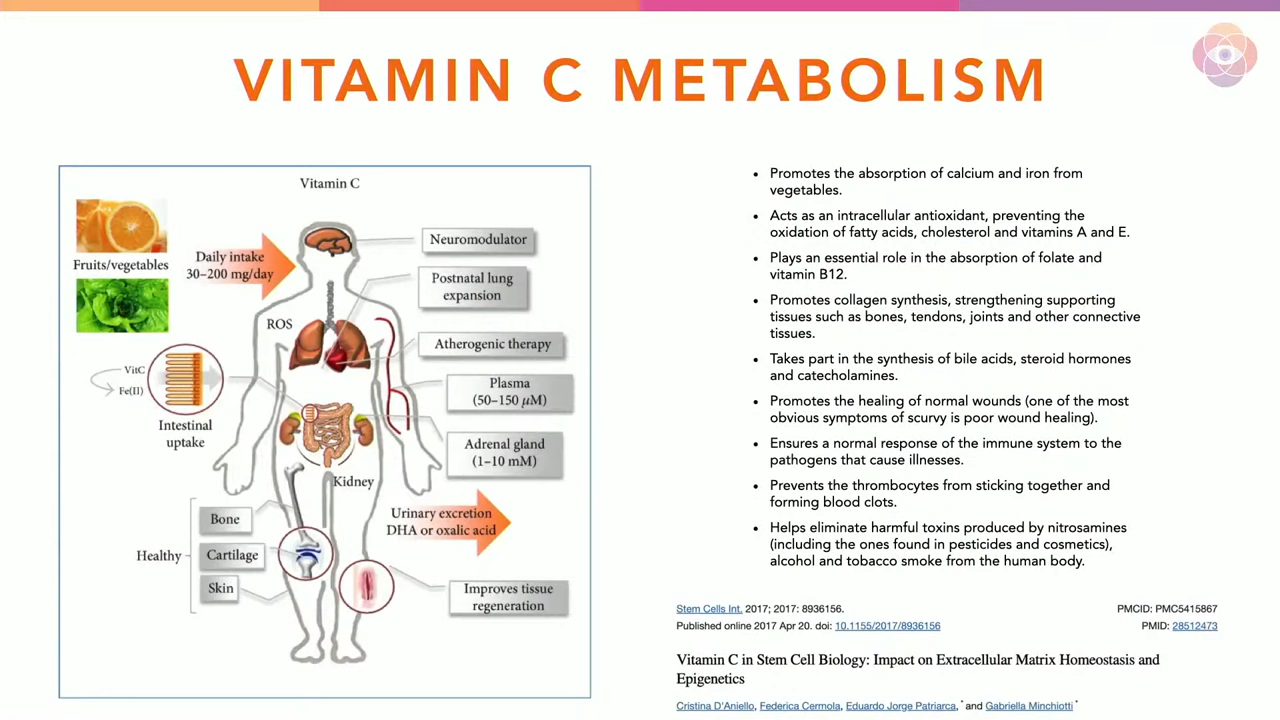 VITAMIN C METABOLISM
Vitamin C
Fruits/vegetables
Daily intake
30–200 mg/day
Neuromodulator
Postnatal lung
expansion
ROS
Atherogenic therapy
VitC
Fe(II)
Intestinal
uptake
Plasma
(50–150 μM)
Adrenal gland
(1–10 mM)
Kidney
Urinary excretion
DHA or oxalic acid
Healthy
Bone
Cartilage
Skin
Improves tissue
regeneration
• Promotes the absorption of calcium and iron from
vegetables.
• Acts as an intracellular antioxidant, preventing the
oxidation of fatty acids, cholesterol and vitamins A and E.
• Plays an essential role in the absorption of folate and
vitamin B12.
• Promotes collagen synthesis, strengthening supporting
tissues such as bones, tendons, joints and other connective
tissues.
• Takes part in the synthesis of bile acids, steroid hormones
and catecholamines.
• Promotes the healing of normal wounds (one of the most
obvious symptoms of scurvy is poor wound healing).
• Ensures a normal response of the immune system to the
pathogens that cause illnesses.
• Prevents the thrombocytes from sticking together and
forming blood clots.
• Helps eliminate harmful toxins produced by nitrosamines
(including the ones found in pesticides and cosmetics),
alcohol and tobacco smoke from the human body.
Stem Cells Int. 2017; 2017: 8936156.
PMCID: PMC5415867
Published online 2017 Apr 20. doi: 10.1155/2017/8936156
PMID: 28512473
Vitamin C in Stem Cell Biology: Impact on Extracellular Matrix Homeostasis and
Epigenetics
Cristina D'Aniello, Federica Cermola, Eduardo Jorge Patriarca, * and Gabriella Minchiotti *